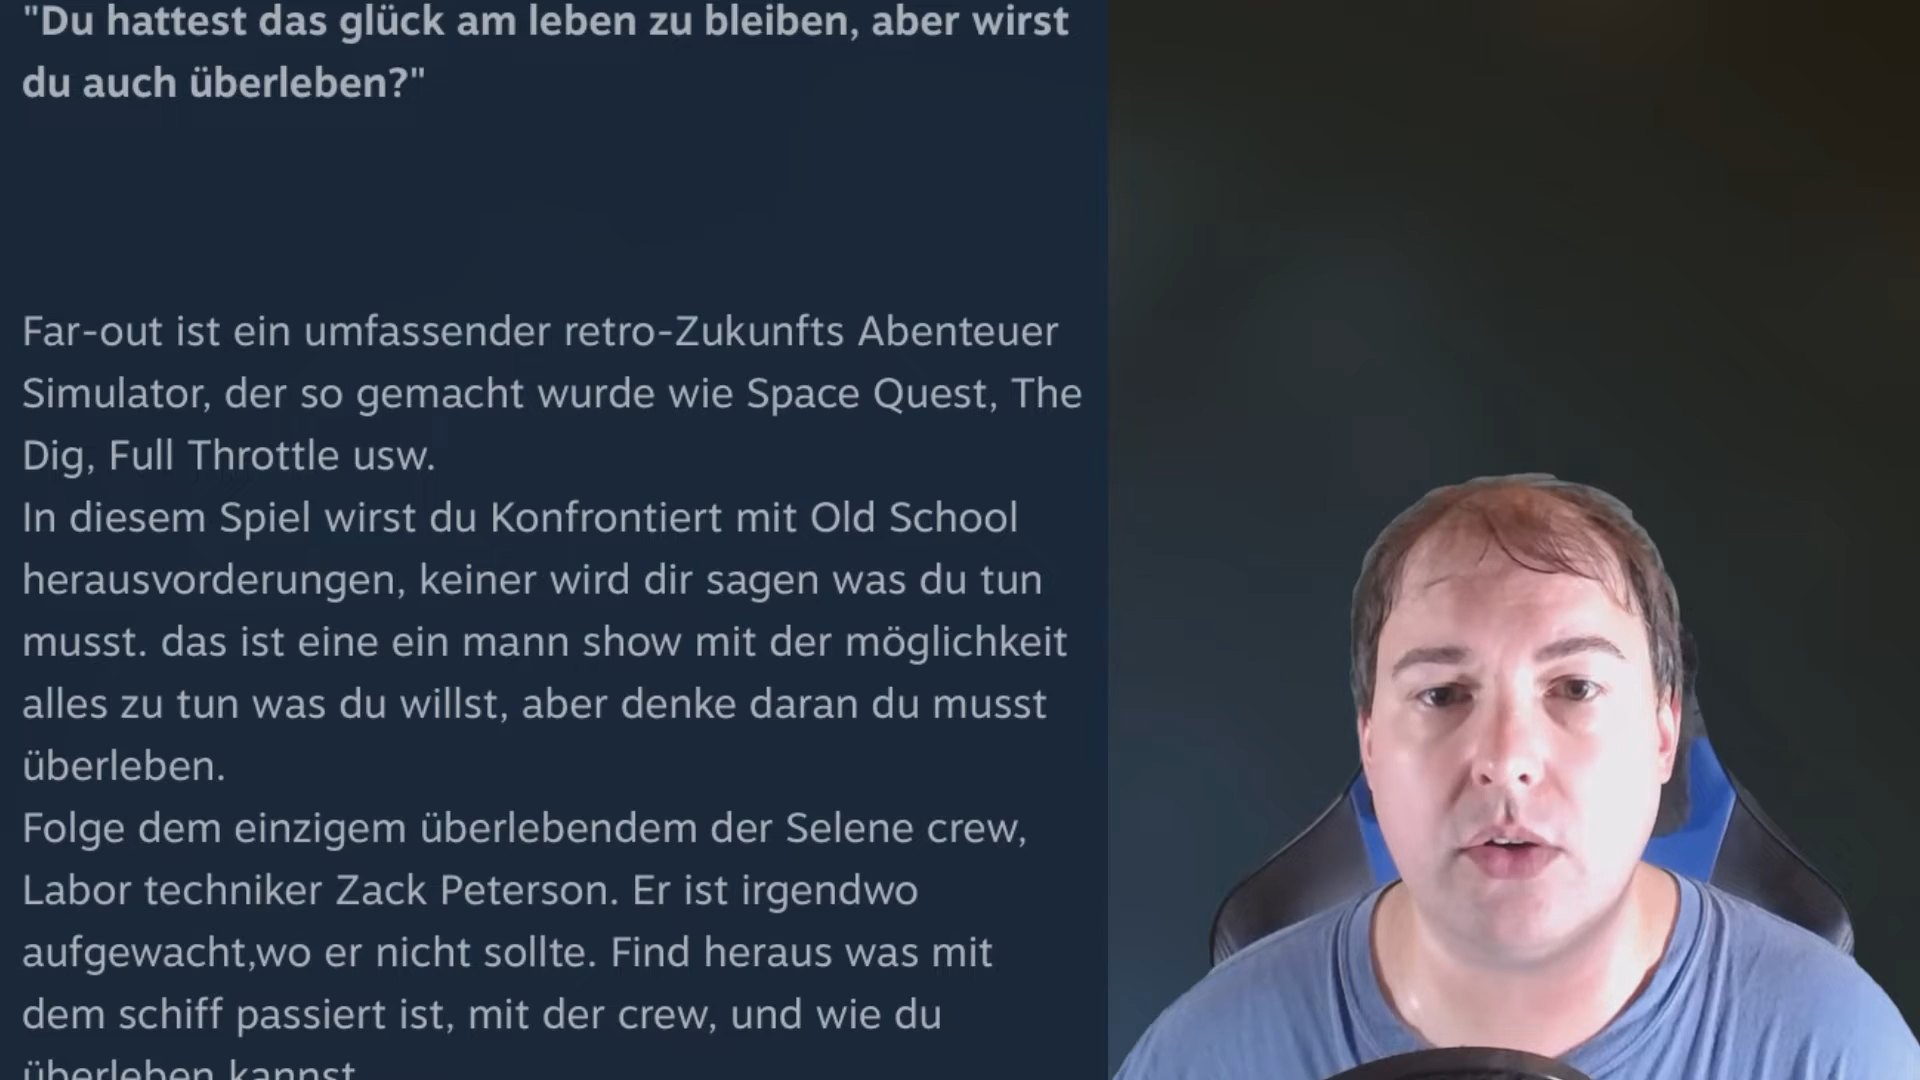 "Du hattest das glück am leben zu bleiben, aber wirst
du auch überleben?"
Far-out ist ein umfassender retro-Zukunfts Abenteuer
Simulator, der so gemacht wurde wie Space Quest, The
Dig, Full Throttle usw.
In diesem Spiel wirst du Konfrontiert mit Old School
herausvorderungen, keiner wird dir sagen was du tun
musst. das ist eine ein mann show mit der möglichkeit
alles zu tun was du willst, aber denke daran du musst
überleben.
Folge dem einzigem überlebendem der Selene crew,
Labor techniker Zack Peterson. Er ist irgendwo
aufgewacht,wo er nicht sollte. Find heraus was mit
dem schiff passiert ist, mit der crew, und wie du
überleben kannst